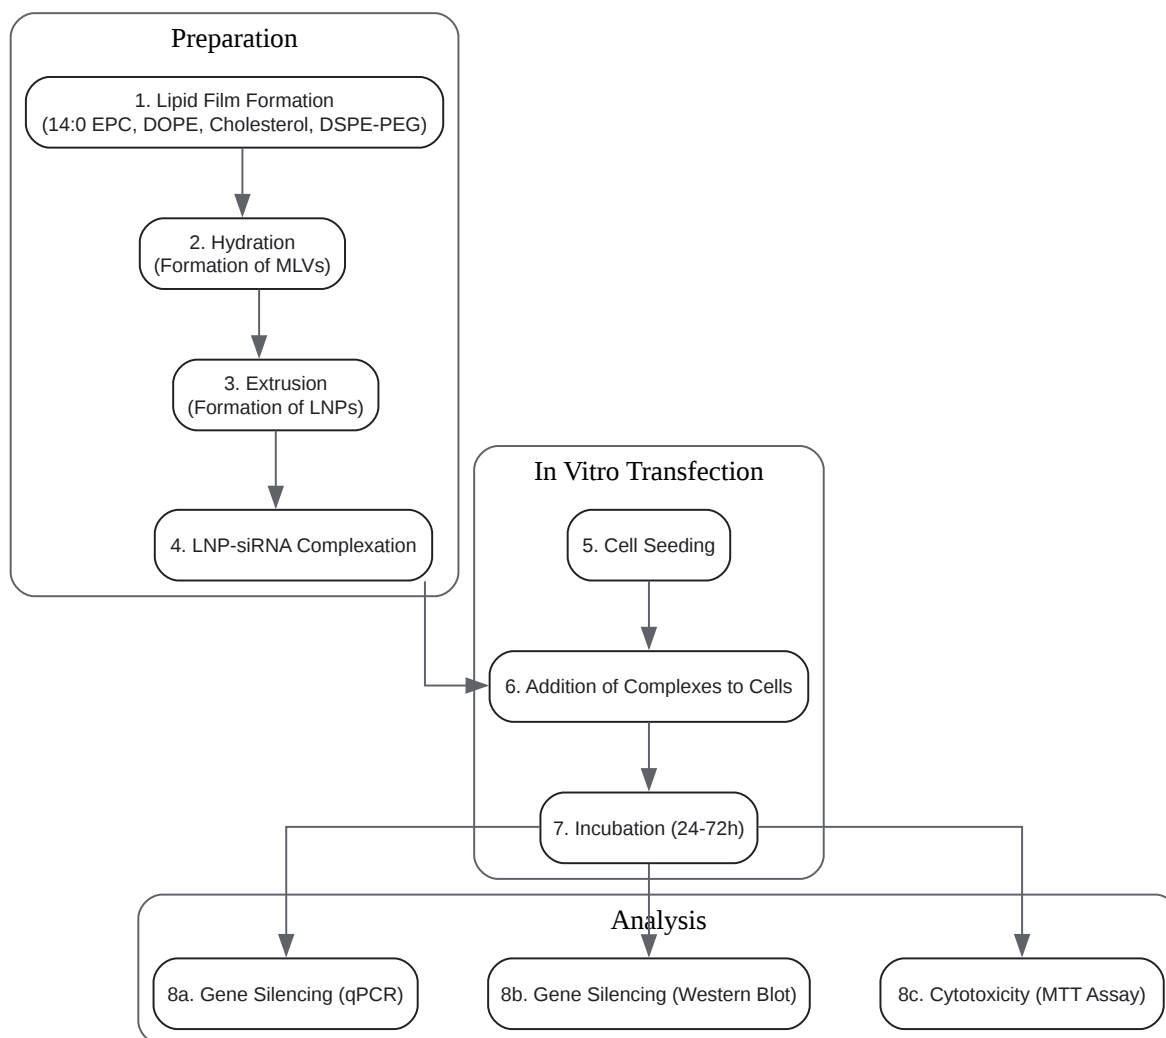 Preparation
1. Lipid Film Formation
(14:0 EPC, DOPE, Cholesterol, DSPE-PEG)
2. Hydration
(Formation of MLVs)
3. Extrusion
(Formation of LNPs)
4. LNP-siRNA Complexation
In Vitro Transfection
5. Cell Seeding
6. Addition of Complexes to Cells
7. Incubation (24-72h)
Analysis
8a. Gene Silencing (qPCR)
8b. Gene Silencing (Western Blot)
8c. Cytotoxicity (MTT Assay)